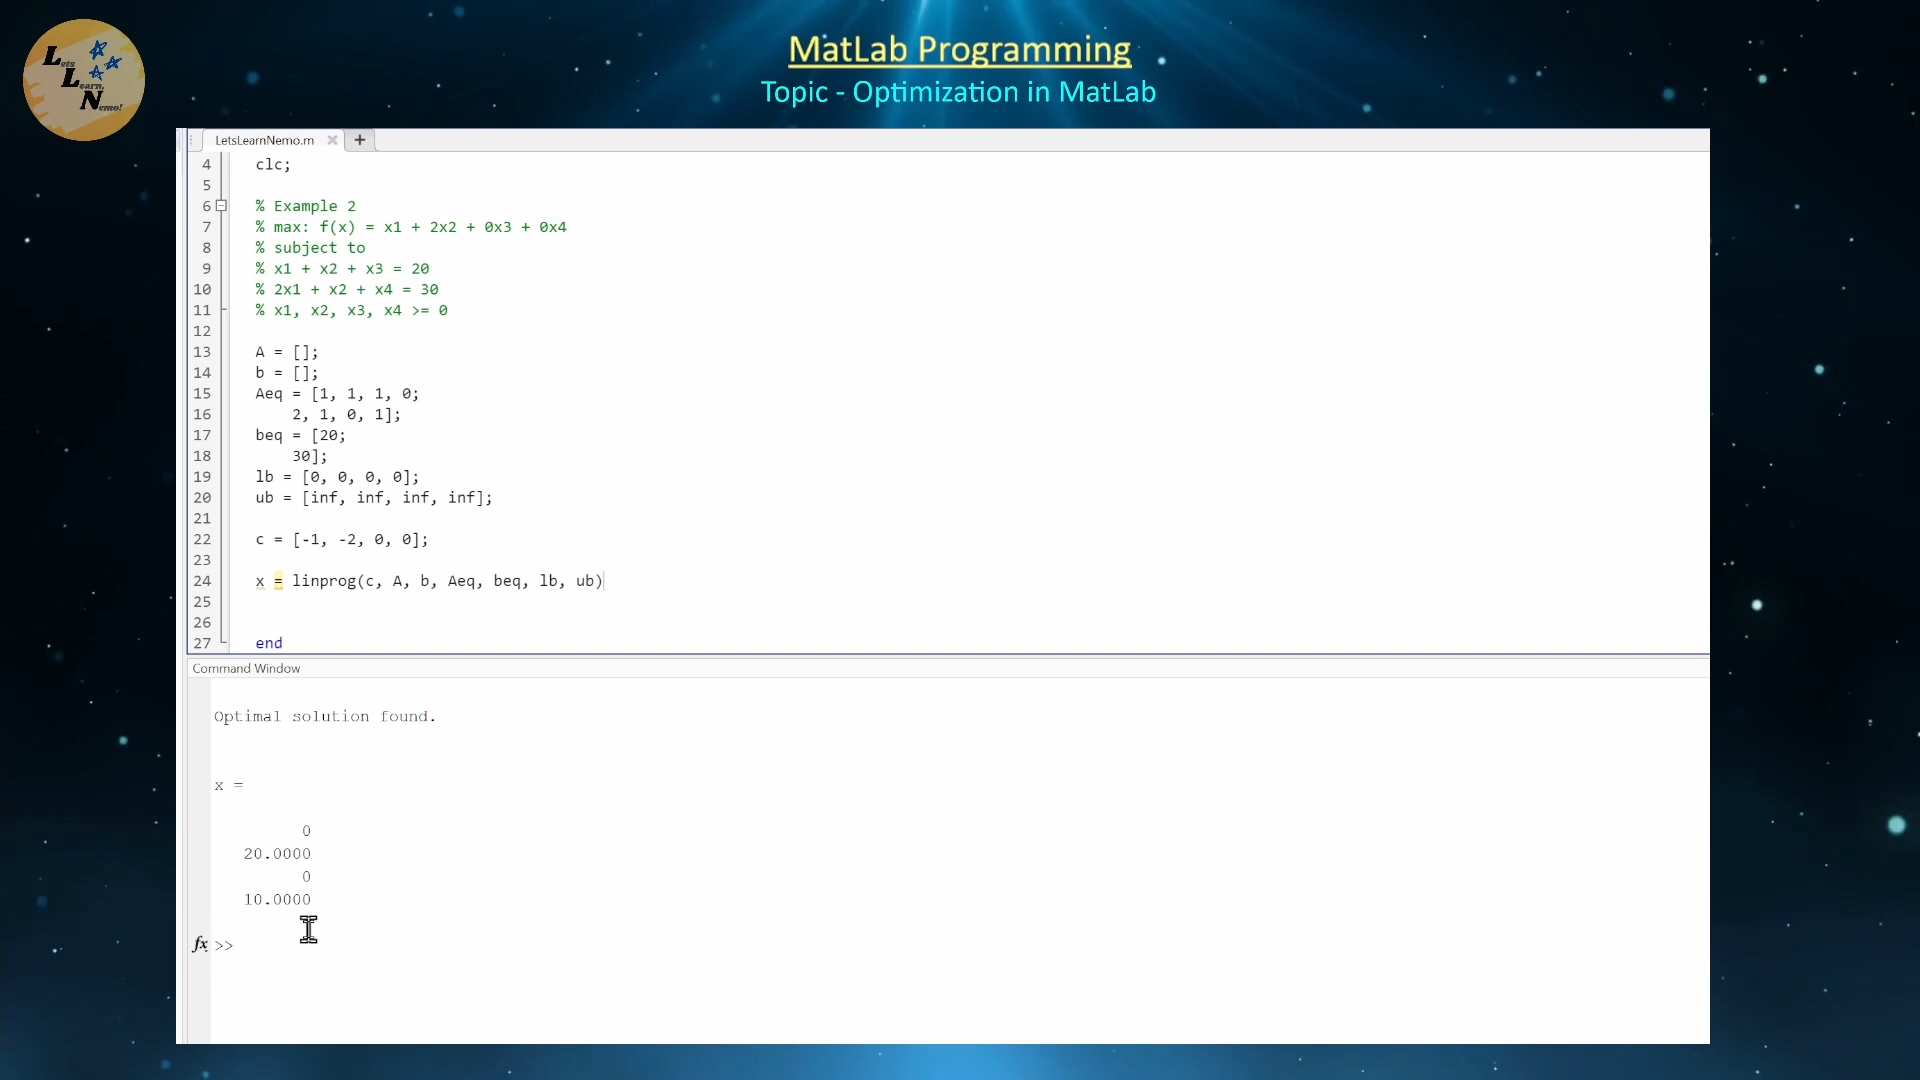 Lets
Learn,
Nemo!
MatLab Programming
Topic - Optimization in MatLab
LetsLearnNemo.m
4 clc;
5
6 % Example 2
7 % max: f(x) = x1 + 2x2 + 0x3 + 0x4
8 % subject to
9 % x1 + x2 + x3 = 20
10 % 2x1 + x2 + x4 = 30
11 % x1, x2, x3, x4 >= 0
12
13 A = [];
14 b = [];
15 Aeq = [1, 1, 1, 0;
16 2, 1, 0, 1];
17 beq = [20;
18 30];
19 lb = [0, 0, 0, 0];
20 ub = [inf, inf, inf, inf];
21
22 c = [-1, -2, 0, 0];
23
24 x = linprog(c, A, b, Aeq, beq, lb, ub)
25
26
27 end
Command Window
Optimal solution found.
x =
0
20.0000
0
10.0000
fx >>